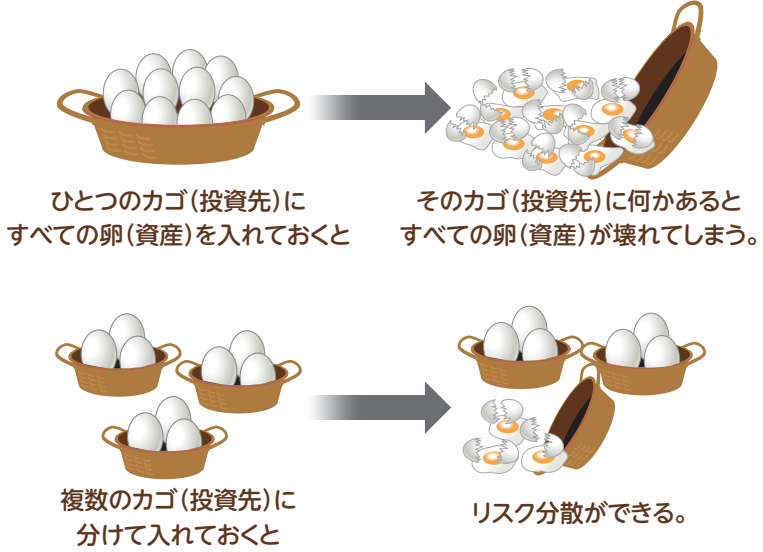 ひとつのカゴ（投資先）に
すべての卵（資産）を入れておくと
そのカゴ（投資先）に何かあると
すべての卵（資産）が壊れてしまう。
複数のカゴ（投資先）に
分けて入れておくと
リスク分散ができる。